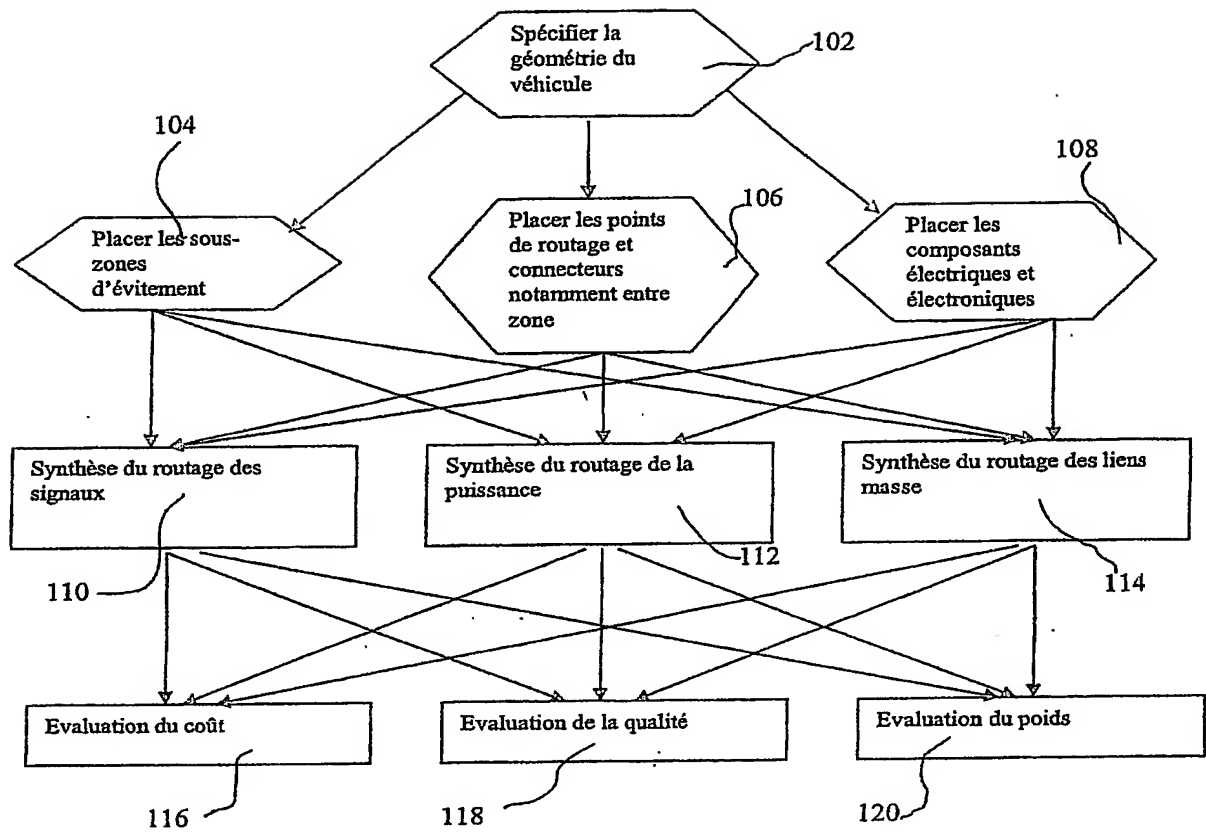 Spécifier la
géométrie du
véhicule
102
104
108
106
Placer les sous-
zones
d'évitement
Placer les points
de routage et
connecteurs
notamment entre
zone
Placer les
composants
électriques et
électroniques
Synthèse du routage des
signaux
Synthèse du routage de la
puissance
Synthèse du routage des liens
masse
110
112
114
Evaluation du coût
Evaluation de la qualité
Evaluation du poids
116
118
120